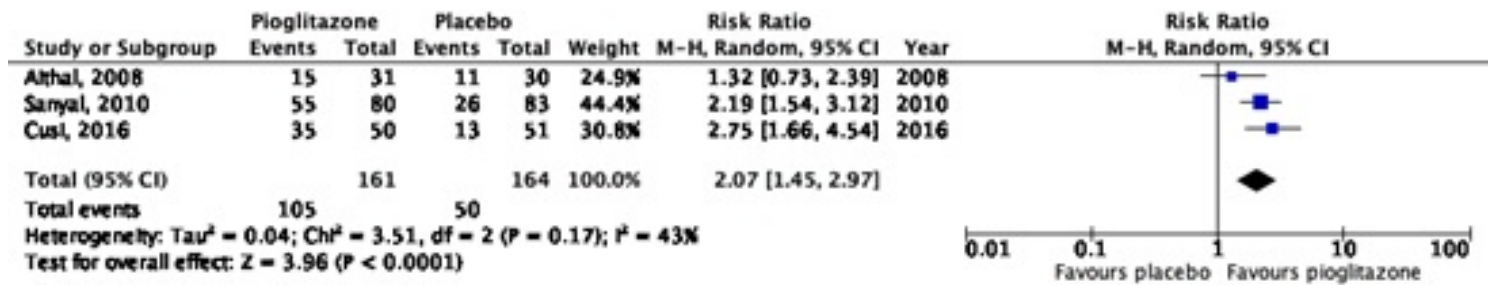 Pioglitazone Placebo Risk Ratio Risk Ratio
Study or Subgroup Events Total Events Total Weight M-H, Random, 95% CI Year M-H, Random, 95% CI
Aithal, 2008 15 31 11 30 24.9% 1.32 [0.73, 2.39] 2008
Sanyal, 2010 55 80 26 83 44.4% 2.19 [1.54, 3.12] 2010
Cusi, 2016 35 50 13 51 30.8% 2.75 [1.66, 4.54] 2016
Total (95% CI) 161 164 100.0% 2.07 [1.45, 2.97]
Total events 105 50
Heterogeneity: Tau² = 0.04; Chi² = 3.51, df = 2 (P = 0.17); I² = 43%
Test for overall effect: Z = 3.96 (P < 0.0001)
0.01 0.1 1 10 100
Favours placebo Favours pioglitazone